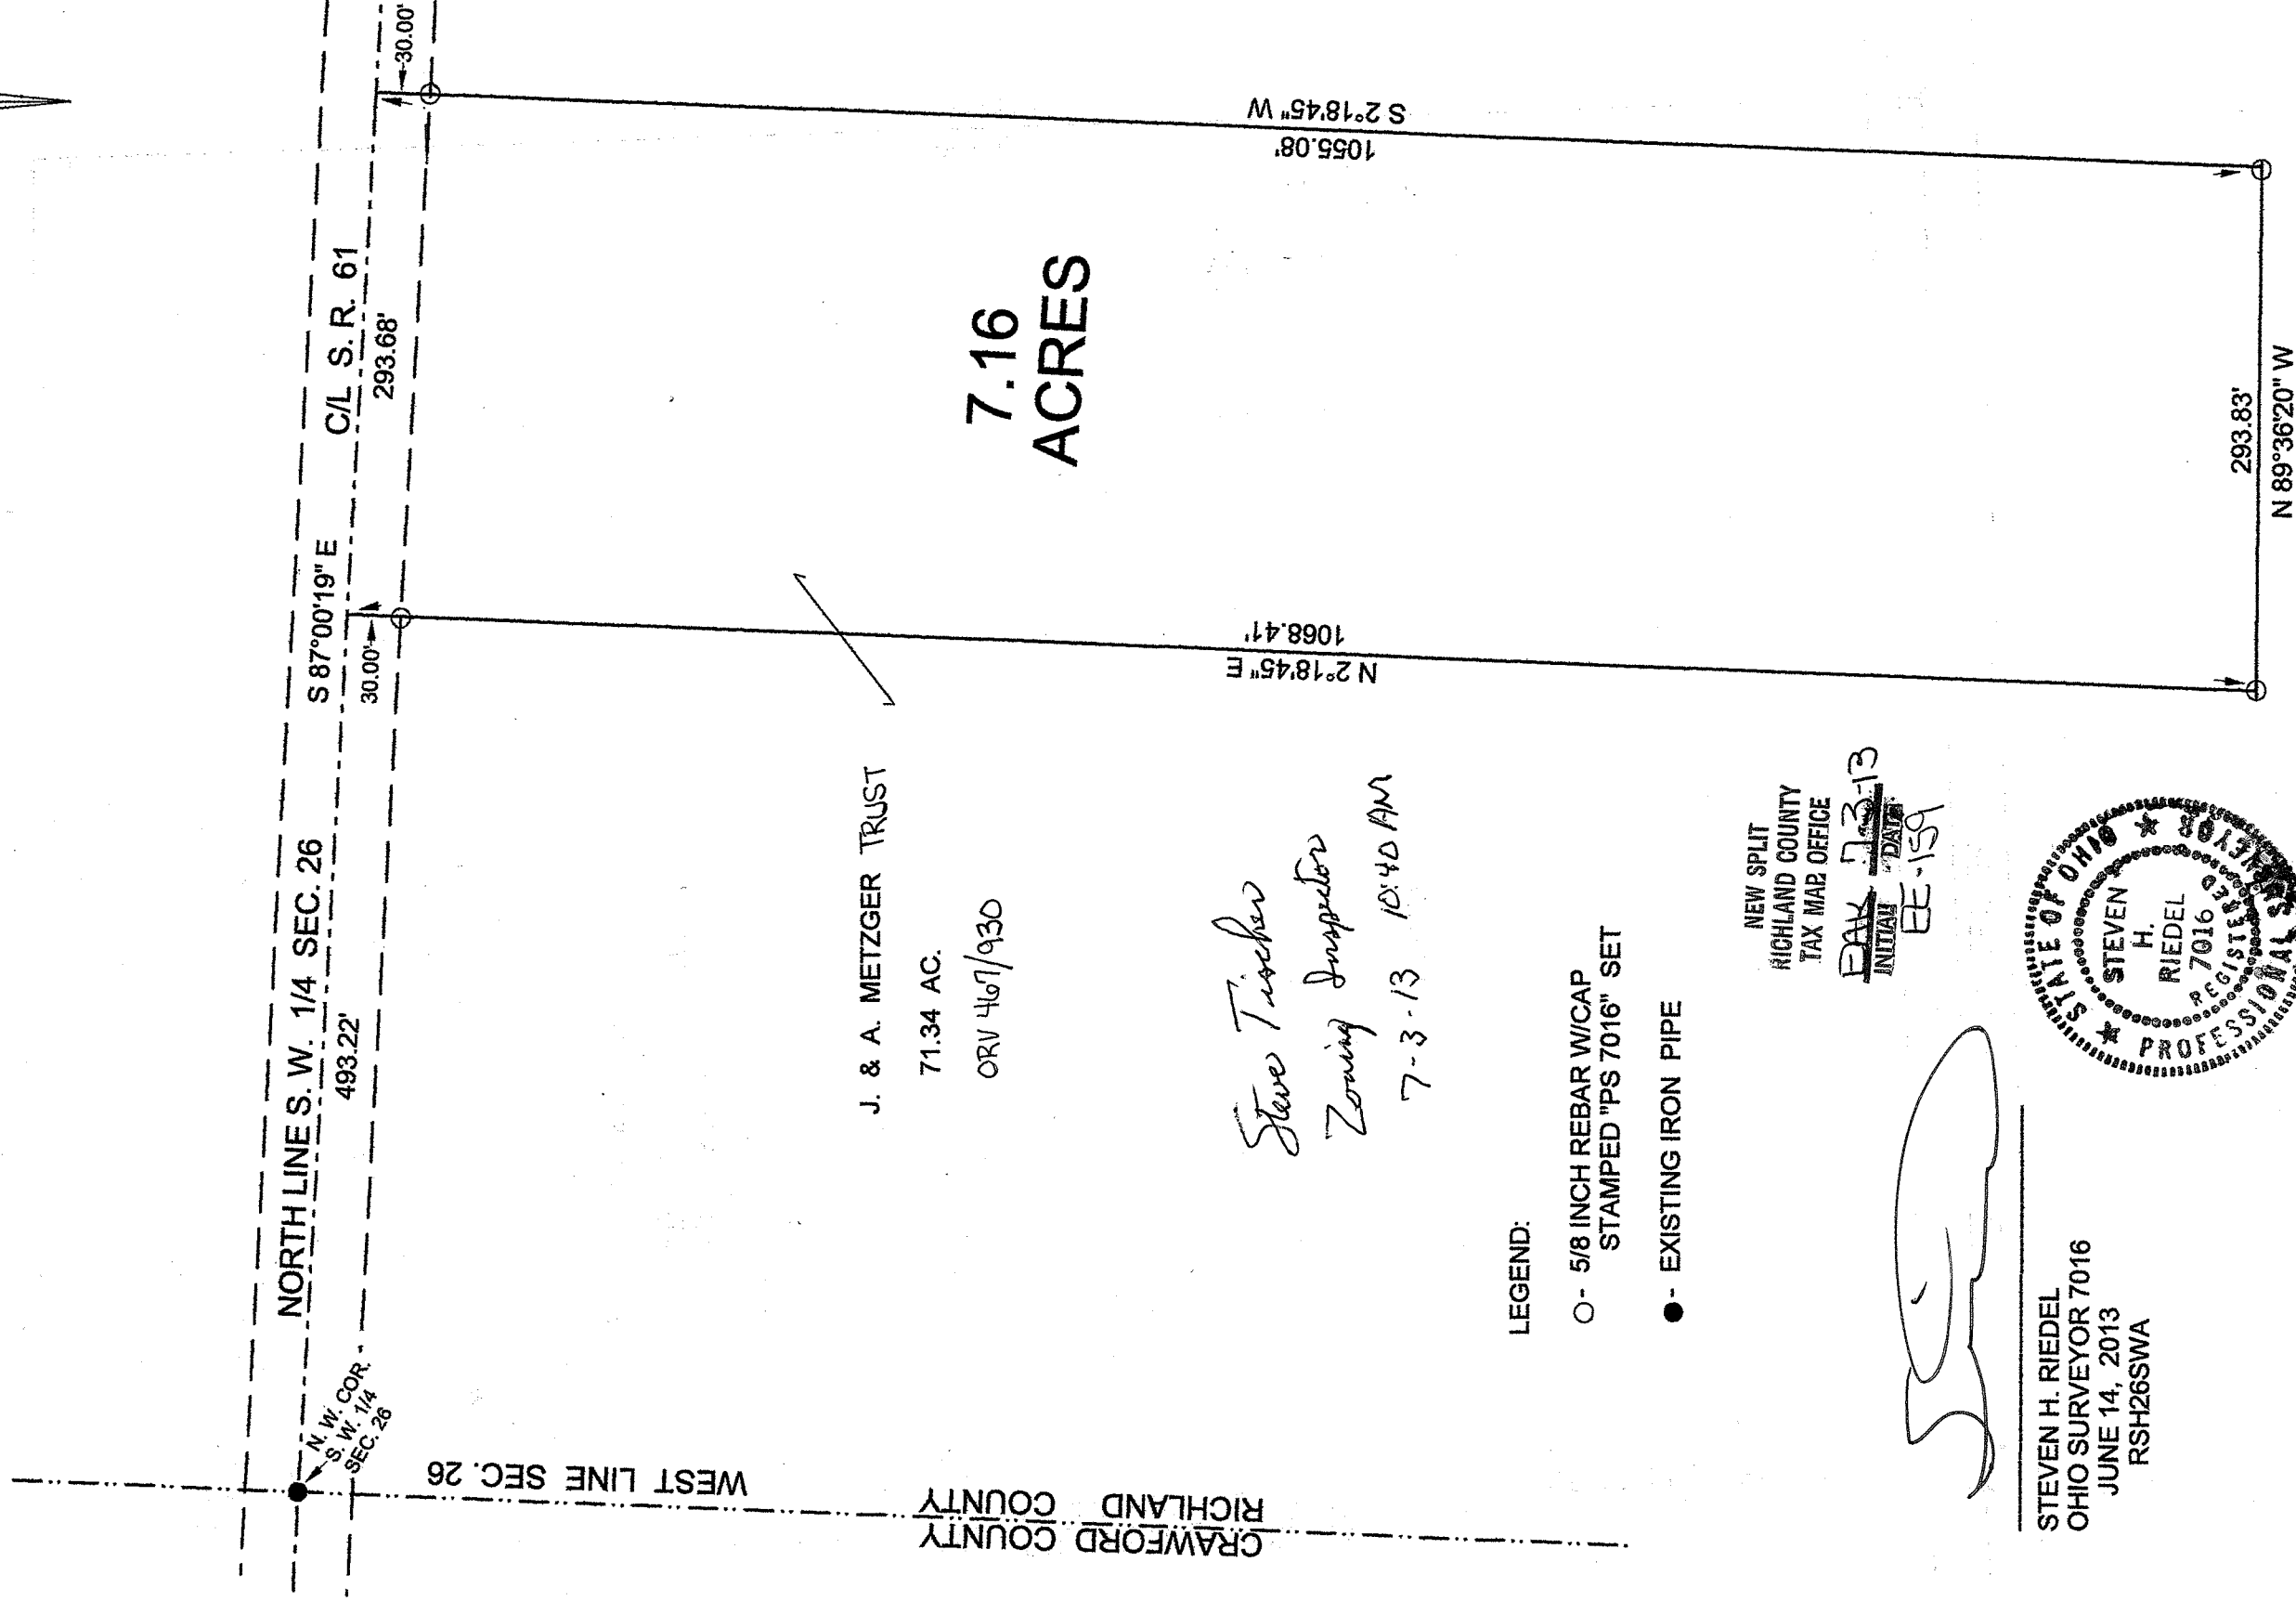 NORTH LINE S. W. 1/4 SEC. 26
S 87°00'19" E
C/L S. R. 61
493.22'
30.00'
293.68'
30.00'
N. W. COR.
S. W. 1/4
SEC. 26
WEST LINE SEC. 26
RICHLAND COUNTY
CRAWFORD COUNTY
J. & A. METZGER TRUST
71.34 AC.
ORV 467/930
N 2°18'45" E
1068.41'
7.16
ACRES
S 2°18'45" W
1055.08'
293.83'
N 89°36'20" W
Steve Tischer
Zoning Inspector
7-3-13 10:40 AM
LEGEND:
O - 5/8 INCH REBAR W/CAP
STAMPED "PS 7016" SET
● - EXISTING IRON PIPE
NEW SPLIT
RICHLAND COUNTY
TAX MAP OFFICE
7-3-13
INITIAL DATE
EE-159
STEVEN H. RIEDEL
OHIO SURVEYOR 7016
JUNE 14, 2013
RSH26SWA
★ STATE OF OHIO ★
STEVEN
H.
RIEDEL
7016
REGISTERED
PROFESSIONAL SURVEYOR